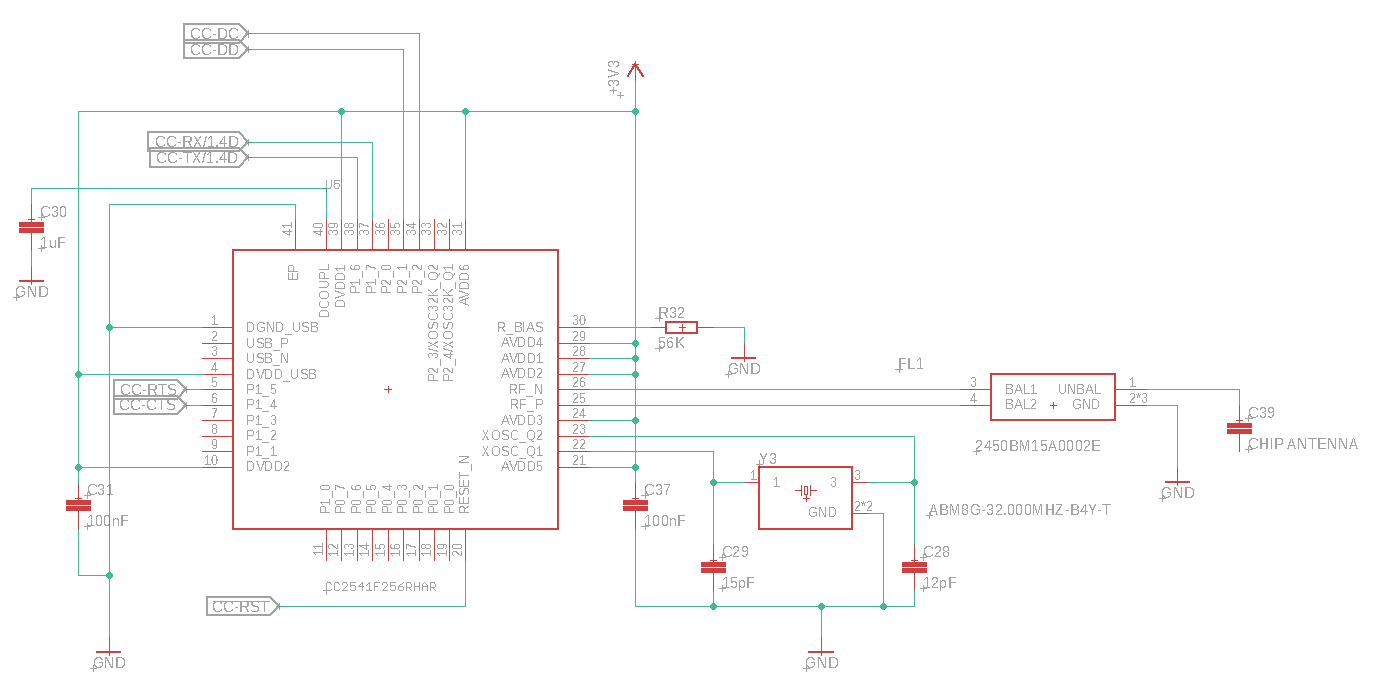 CC-DC
CC-DD
+3V3
CC-RX/1.4D
CC-TX/1.4D
U5
C30
1uF
GND
41 40 39 38 37 36 35 34 33 32 31
EP DCOUPL DVDD1 P1_6 P1_7 P2_0 P2_1 P2_2 P2_3/XOSC32K_Q2 P2_4/XOSC32K_Q1 AVDD6
1 DGND_USB
2 USB_P
3 USB_N
4 DVDD_USB
CC-RTS 5 P1_5
CC-CTS 6 P1_4
7 P1_3
8 P1_2
9 P1_1
10 DVDD2
R_BIAS 30
AVDD4 29
AVDD1 28
AVDD2 27
RF_N 26
RF_P 25
AVDD3 24
XOSC_Q2 23
XOSC_Q1 22
AVDD5 21
R32
56K
GND
FL1
3 BAL1 UNBAL 1
4 BAL2 GND 2*3
2450BM15A0002E
C39
CHIP ANTENNA
GND
P1_0 P0_7 P0_6 P0_5 P0_4 P0_3 P0_2 P0_1 P0_0 RESET_N
11 12 13 14 15 16 17 18 19 20
C31
100nF
C37
100nF
Y3
1 1 3 3
GND 2*2
ABM8G-32.000MHZ-B4Y-T
C29
15pF
C28
12pF
CC2541F256RHAR
CC-RST
GND
GND